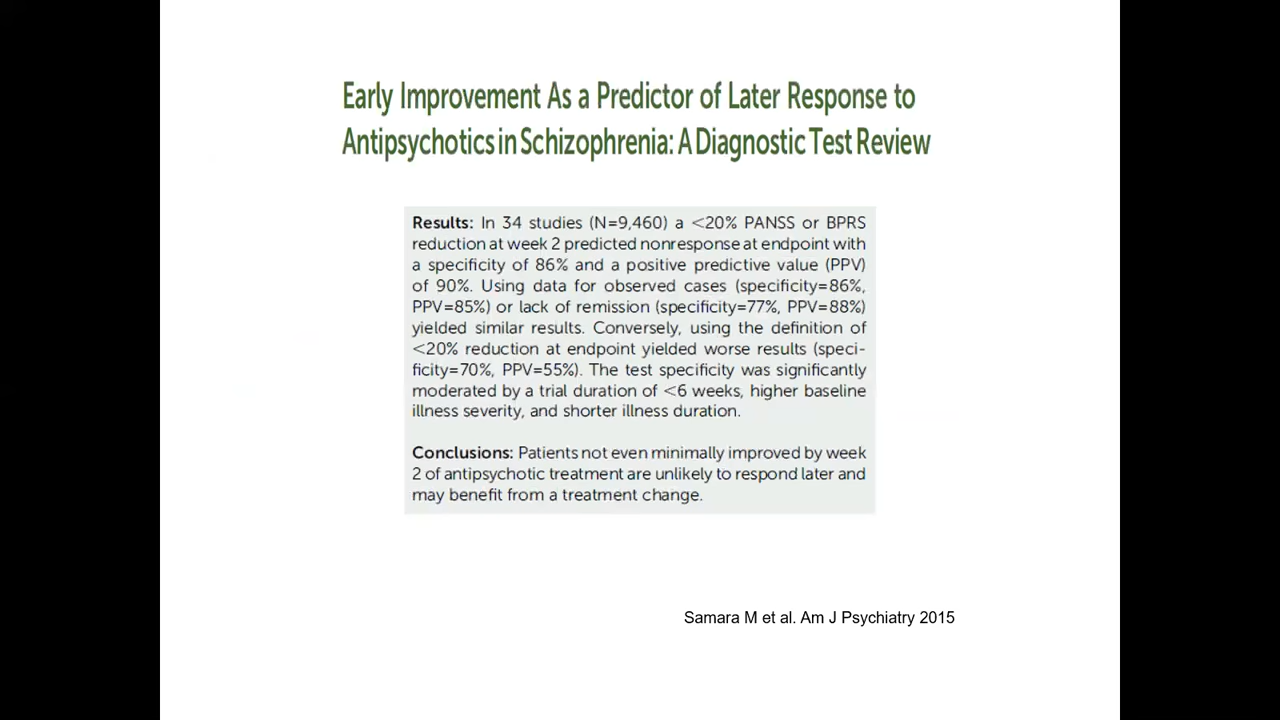 Early Improvement As a Predictor of Later Response to
Antipsychotics in Schizophrenia: A Diagnostic Test Review
Results: In 34 studies (N=9,460) a <20% PANSS or BPRS
reduction at week 2 predicted nonresponse at endpoint with
a specificity of 86% and a positive predictive value (PPV)
of 90%. Using data for observed cases (specificity=86%,
PPV=85%) or lack of remission (specificity=77%, PPV=88%)
yielded similar results. Conversely, using the definition of
<20% reduction at endpoint yielded worse results (speci-
ficity=70%, PPV=55%). The test specificity was significantly
moderated by a trial duration of <6 weeks, higher baseline
illness severity, and shorter illness duration.
Conclusions: Patients not even minimally improved by week
2 of antipsychotic treatment are unlikely to respond later and
may benefit from a treatment change.
Samara M et al. Am J Psychiatry 2015